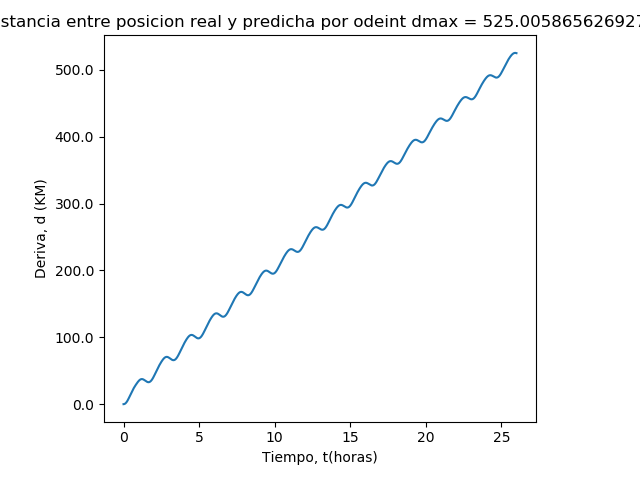 stancia entre posicion real y predicha por odeint dmax = 525.005865626927
500.0
400.0
300.0
200.0
100.0
0.0
Deriva, d (KM)
0 5 10 15 20 25
Tiempo, t(horas)